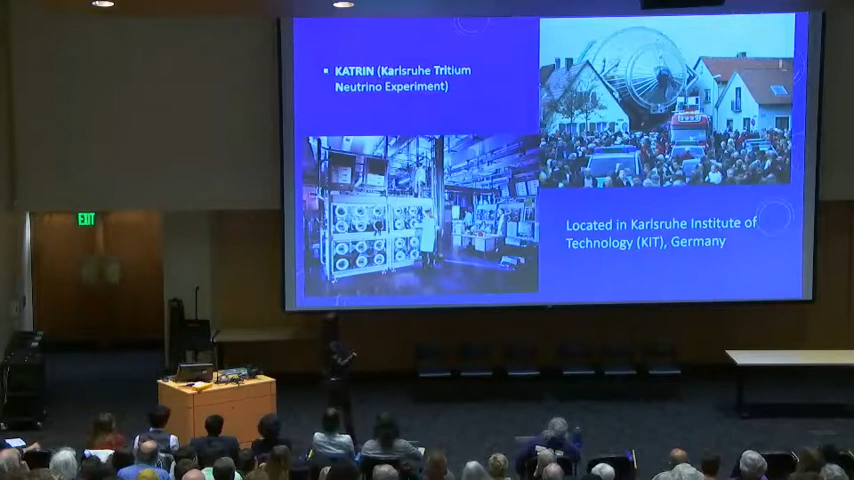 KATRIN (Karlsruhe Tritium
Neutrino Experiment)
Located in Karlsruhe Institute of
Technology (KIT), Germany
EXIT